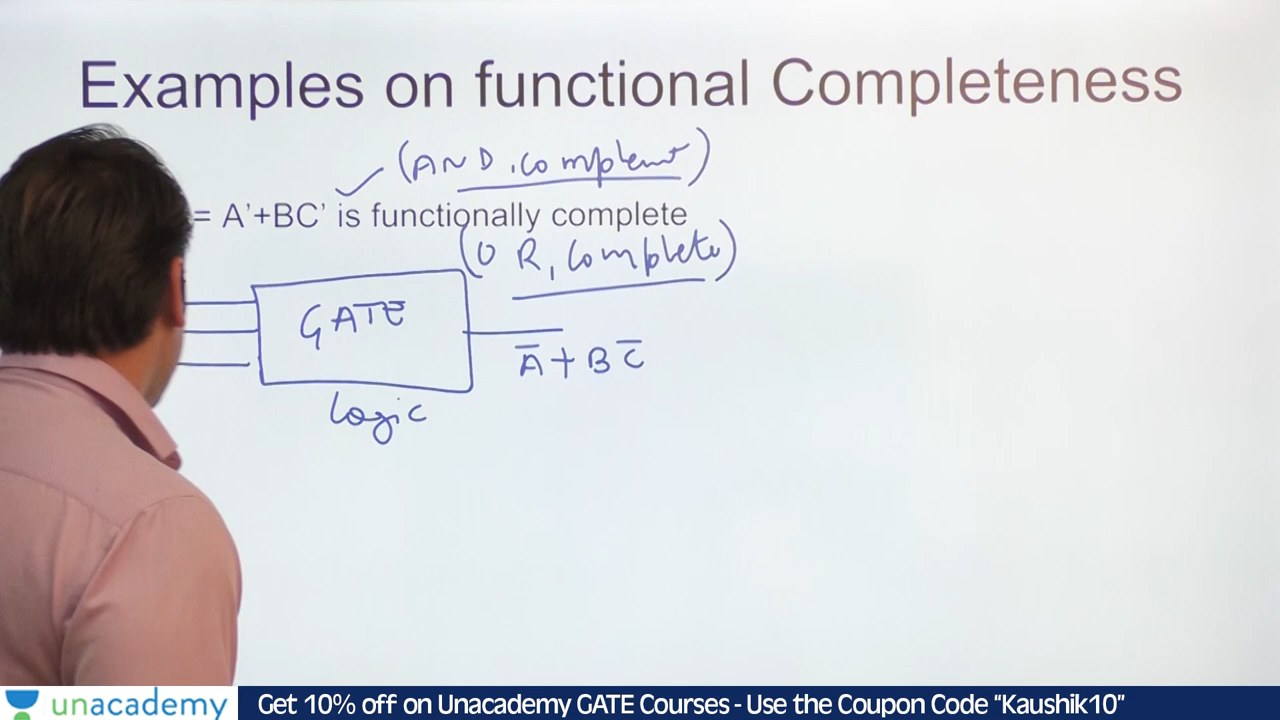 Examples on functional Completeness
(AND, Complement)
= A'+BC' is functionally complete
(OR, Complete)
GATE
A̅ + B C̅
Logic
unacademy
Get 10% off on Unacademy GATE Courses - Use the Coupon Code “Kaushik10”